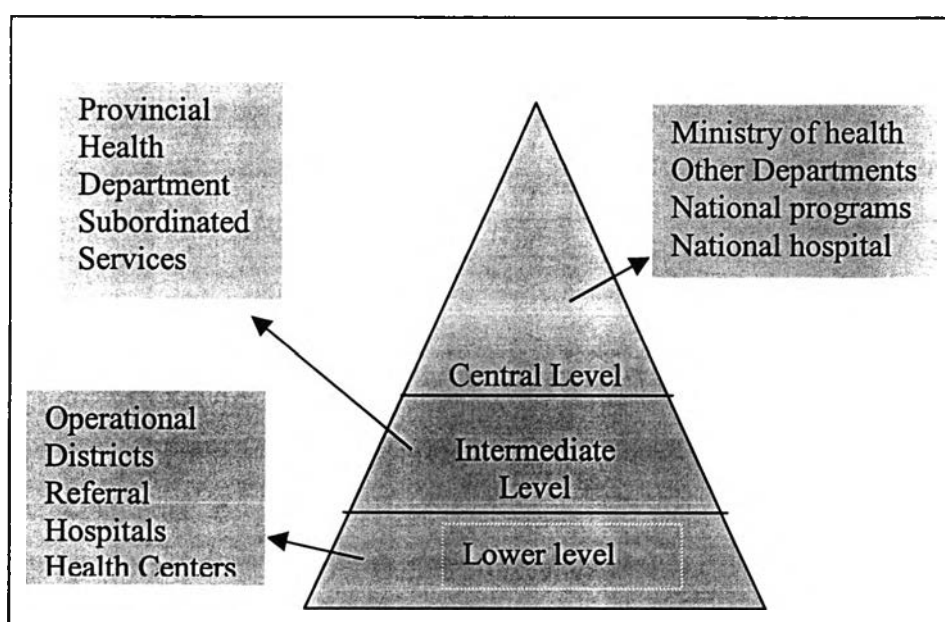 Provincial
Health
Department
Subordinated
Services
Ministry of health
Other Departments
National programs
National hospital
Central Level
Operational
Districts
Referral
Hospitals
Health Centers
Intermediate
Level
Lower level